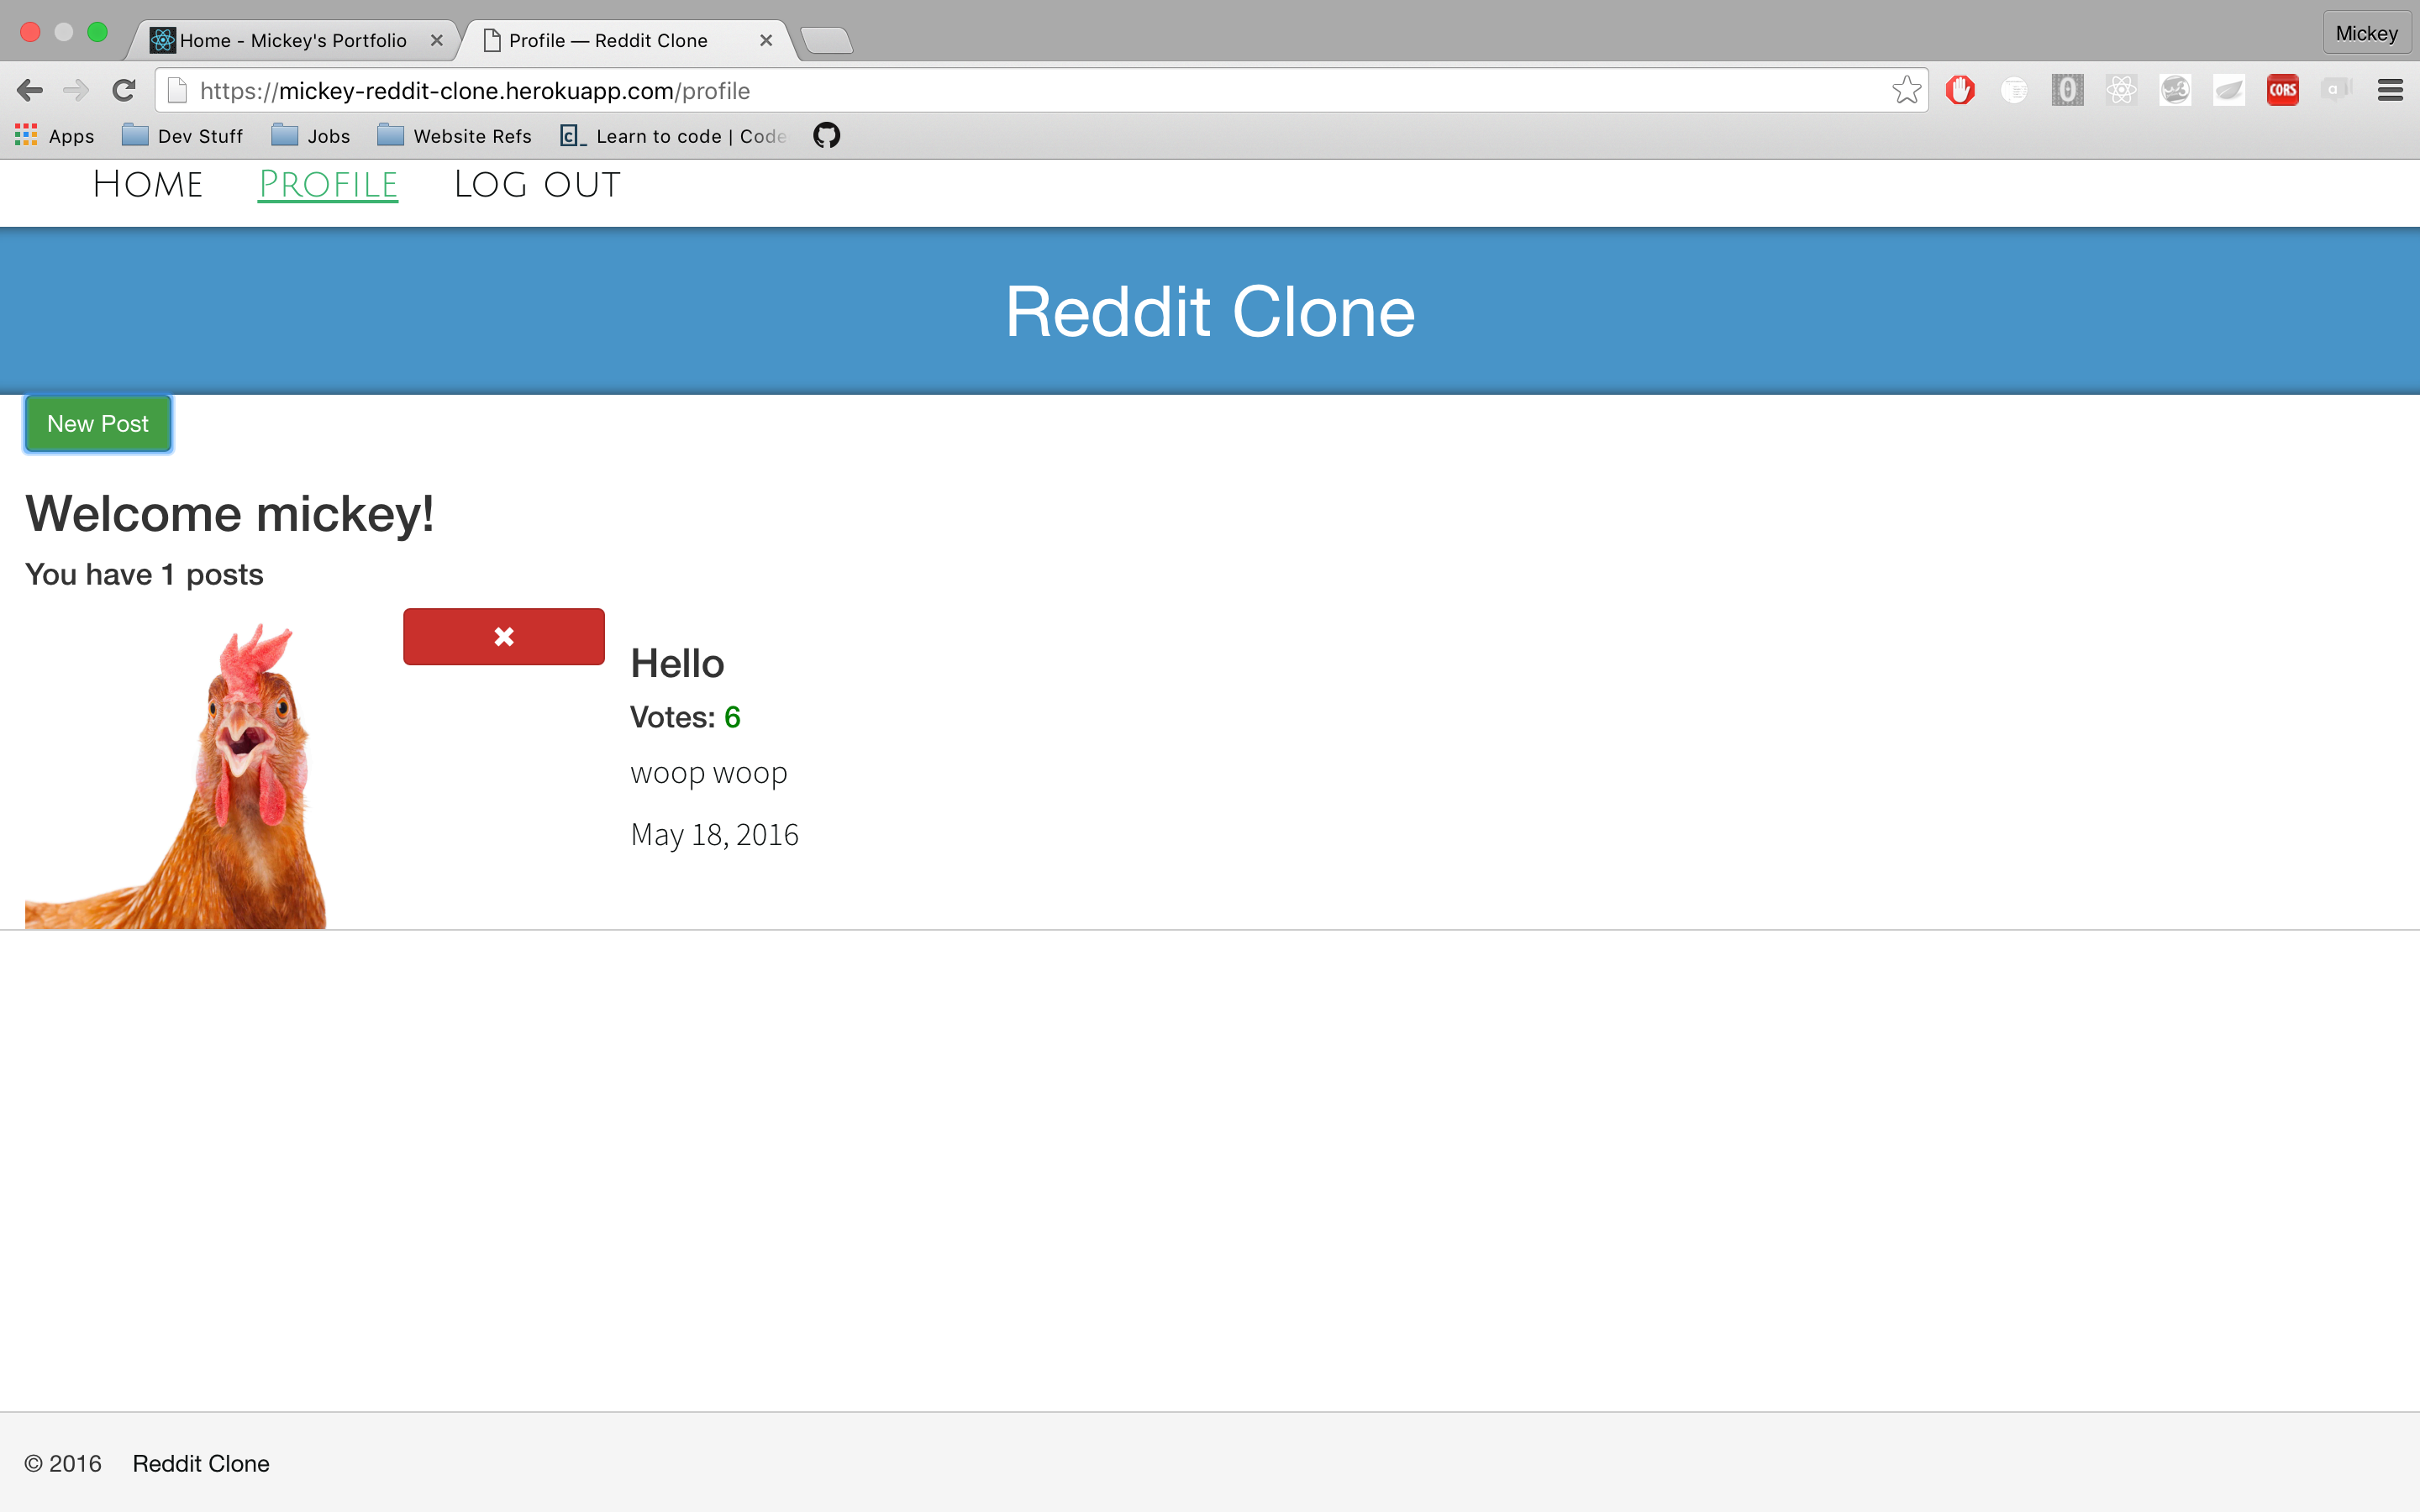 Home - Mickey's Portfolio
Profile — Reddit Clone
Mickey
https://mickey-reddit-clone.herokuapp.com/profile
CORS
Apps
Dev Stuff
Jobs
Website Refs
Learn to code | Code
HOME PROFILE LOG OUT
Reddit Clone
New Post
Welcome mickey!
You have 1 posts
Hello
Votes: 6
woop woop
May 18, 2016
© 2016 Reddit Clone